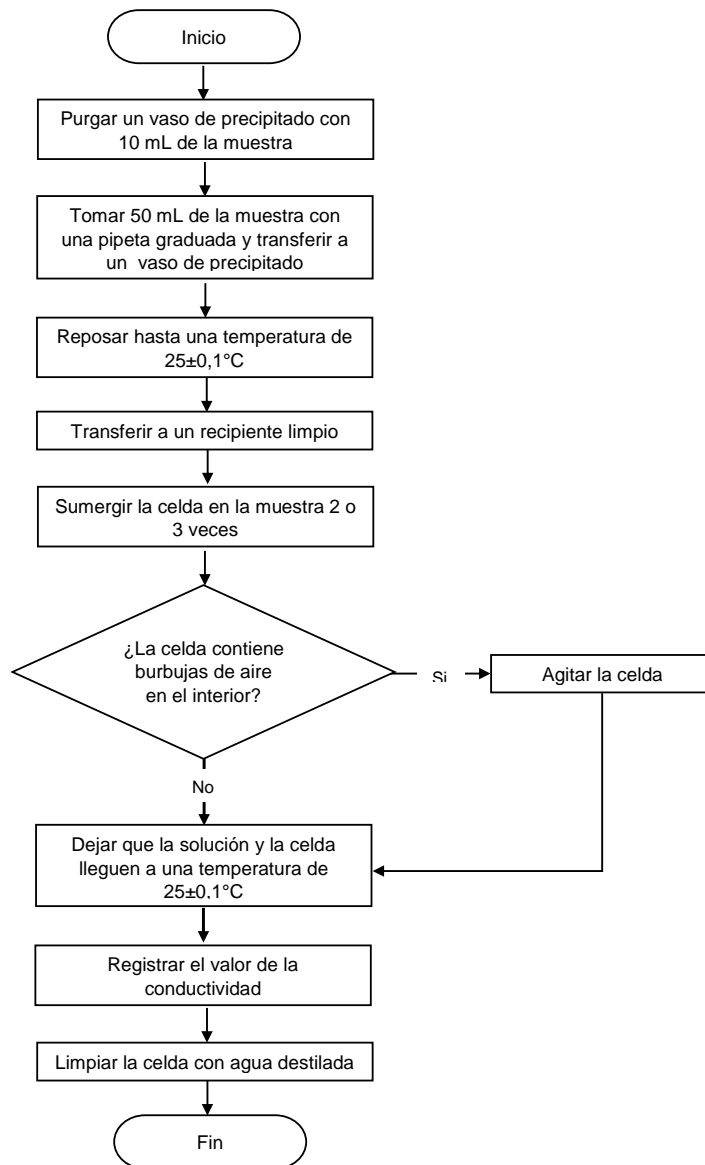 Inicio
Purgar un vaso de precipitado con
10 mL de la muestra
Tomar 50 mL de la muestra con
una pipeta graduada y transferir a
un vaso de precipitado
Reposar hasta una temperatura de
25±0,1°C
Transferir a un recipiente limpio
Sumergir la celda en la muestra 2 o
3 veces
¿La celda contiene
burbujas de aire
en el interior?
Si
Agitar la celda
No
Dejar que la solución y la celda
lleguen a una temperatura de
25±0,1°C
Registrar el valor de la
conductividad
Limpiar la celda con agua destilada
Fin